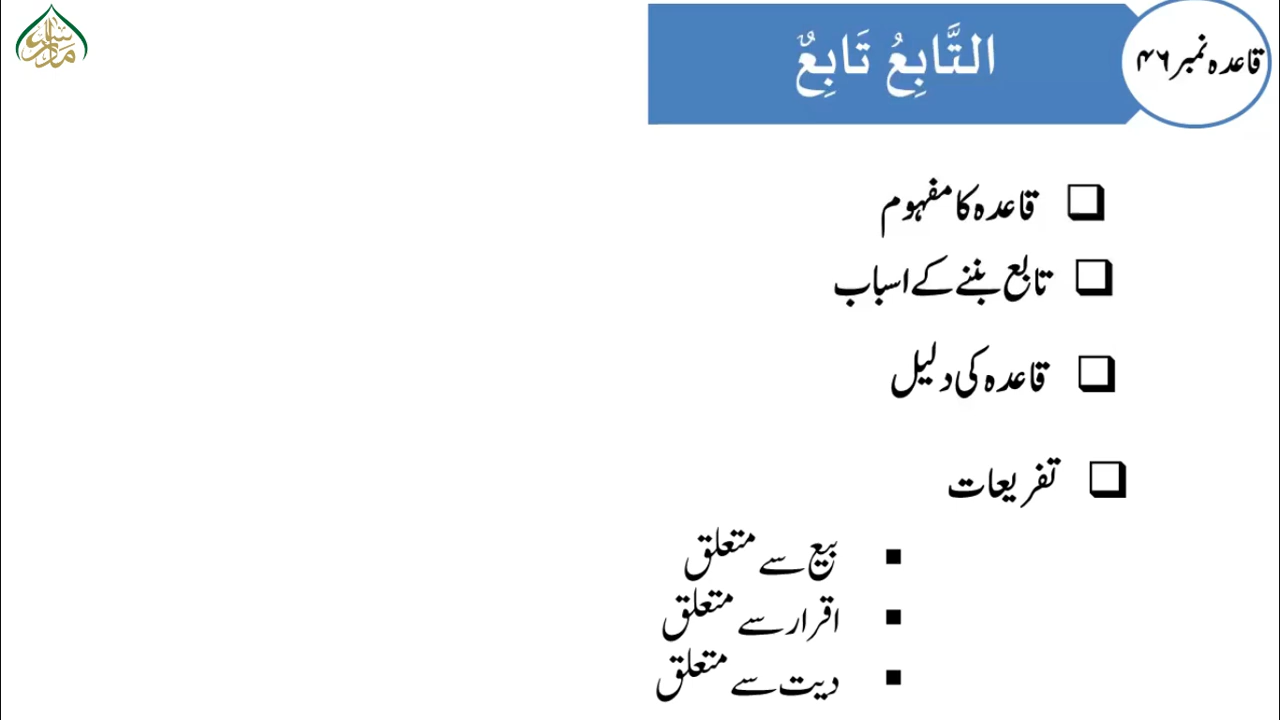 قاعدہ نمبر ۴۶
التَّابِعُ تَابِعٌ
قاعدہ کا مفہوم
تابع بننے کے اسباب
قاعدہ کی دلیل
تفریعات
بیع سے متعلق
اقرار سے متعلق
دیت سے متعلق